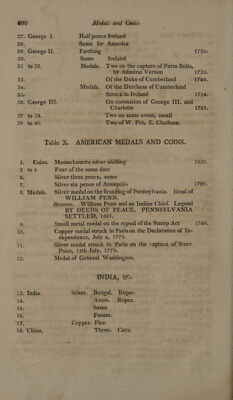 600 Medals and Coins.
27. George I. Half pence Ireland
28. Same for America
29. George II. Farthing 1735.
30. Same Ireland
31 to 32. Medals. Two on the capture of Porto Bello,
by Admiral Vernon 1739.
33. Of the Duke of Cumberland 1746.
34. Medals. Of the Dutchess of Cumberland
35. Struck in Ireland 1754.
36. George III. On coronation of George III. and
Charlotte 1761.
37 to 38. Two on same event, small
39 to 40. Two of W. Pitt, E. Chatham.
Table X. AMERICAN MEDALS AND COINS.
1. Coins. Massachusetts silver shilling 1652.
2 to 5. Four of the same date
6. Silver three pence, same
7. Silver six pence of Annapolis 1783.
8. Medals. Silver medal on the founding of Pennsylvania. Head of
WILLIAM PENN.
Reverse. William Penn and an Indian Chief. Legend
BY DEEDS OF PEACE. PENNSYLVANIA
SETTLED, 1681.
9. Small metal medal on the repeal of the Stamp Act 1766.
10. Copper medal struck in Paris on the Declaration of In-
dependence, July 4, 1776.
11. Silver medal struck in Paris on the capture of Stony
Point, 15th July, 1779.
12. Medal of General Washington.
INDIA, &c.
13. India. Silver. Bengal. Rupee.
14. Arcot. Rupee.
15. Same
16. Fanam.
17. Copper. Pice.
18. China. Three. Caxa